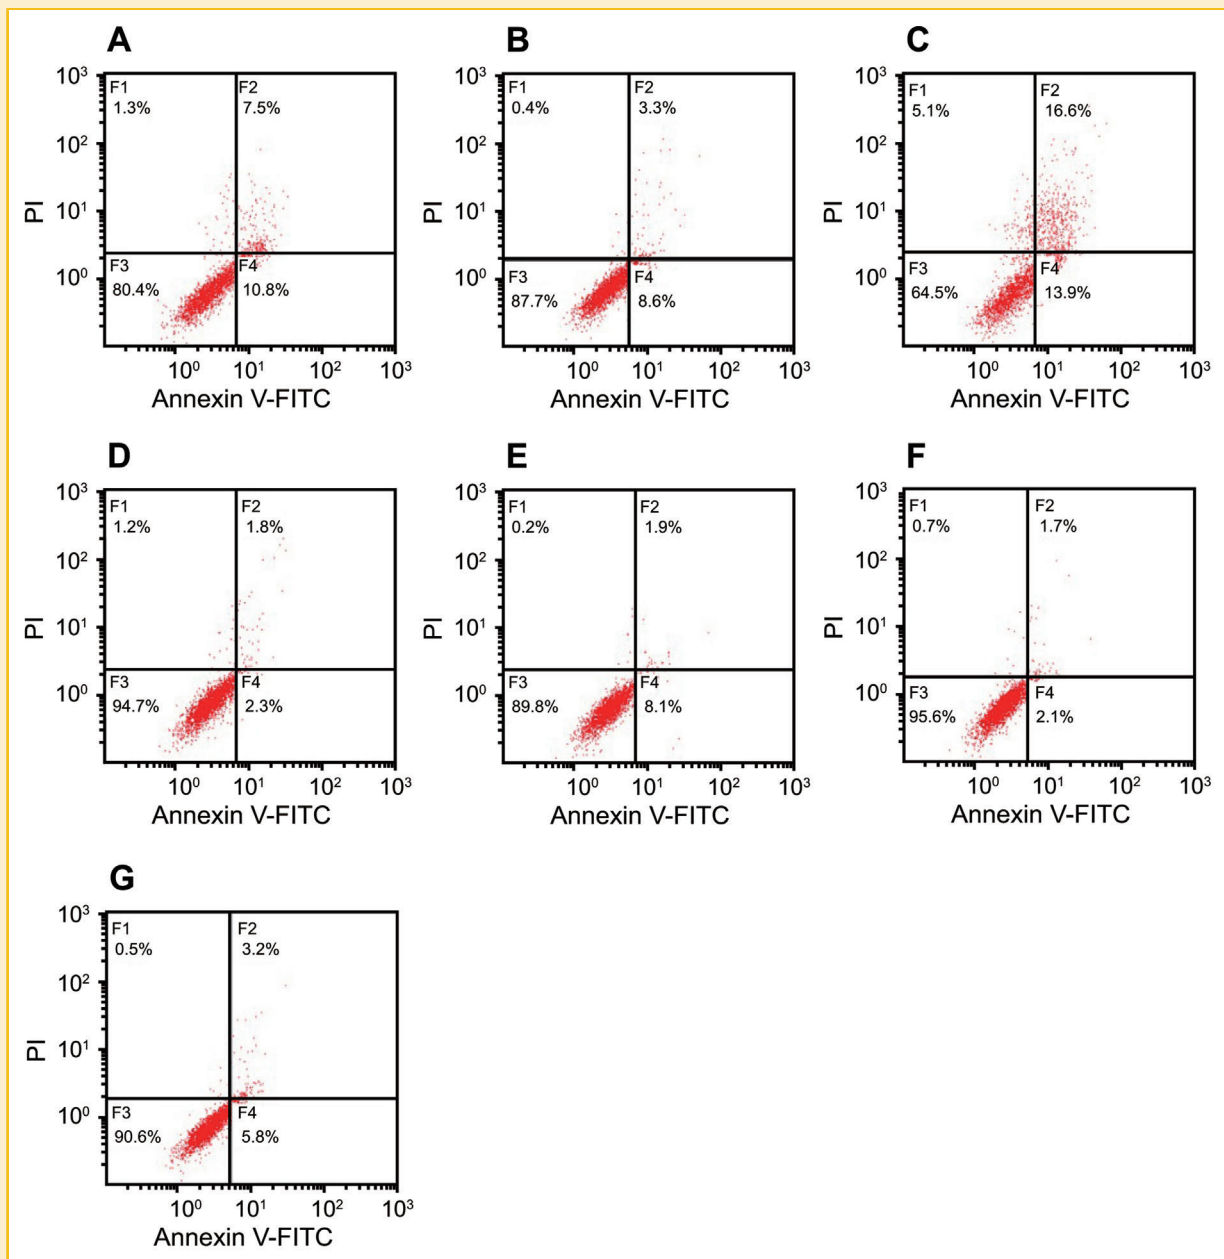 A
B
C
10³
F1
1.3%
F2
7.5%
10²
PI
10¹
F3
80.4%
F4
10.8%
10⁰
10⁰ 10¹ 10² 10³
Annexin V-FITC
10³
F1
0.4%
F2
3.3%
10²
PI
10¹
F3
87.7%
F4
8.6%
10⁰
10⁰ 10¹ 10² 10³
Annexin V-FITC
10³
F1
5.1%
F2
16.6%
10²
PI
10¹
F3
64.5%
F4
13.9%
10⁰
10⁰ 10¹ 10² 10³
Annexin V-FITC
D
E
F
10³
F1
1.2%
F2
1.8%
10²
PI
10¹
F3
94.7%
F4
2.3%
10⁰
10⁰ 10¹ 10² 10³
Annexin V-FITC
10³
F1
0.2%
F2
1.9%
10²
PI
10¹
F3
89.8%
F4
8.1%
10⁰
10⁰ 10¹ 10² 10³
Annexin V-FITC
10³
F1
0.7%
F2
1.7%
10²
PI
10¹
F3
95.6%
F4
2.1%
10⁰
10⁰ 10¹ 10² 10³
Annexin V-FITC
G
10³
F1
0.5%
F2
3.2%
10²
PI
10¹
F3
90.6%
F4
5.8%
10⁰
10⁰ 10¹ 10² 10³
Annexin V-FITC